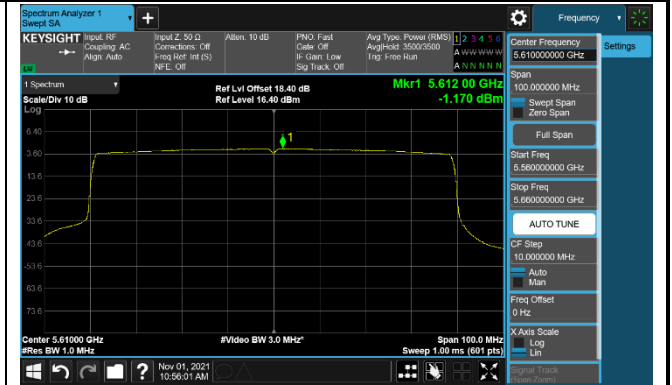 Spectrum Analyzer 1
Swept SA
Frequency
KEYSIGHT
Input: RF
Coupling: AC
Align: Auto
Input Z: 50 Ω
Corrections: Off
Freq Ref: Int (S)
NFE: Off
Atten: 10 dB
PNO: Fast
Gate: Off
IF Gain: Low
Sig Track: Off
Avg Type: Power (RMS)
Avg|Hold: 3500/3500
Trig: Free Run
1 2 3 4 5 6
A W W W W W
A N N N N N
LU
1 Spectrum
Scale/Div 10 dB
Log
Ref Lvl Offset 18.40 dB
Ref Level 16.40 dBm
Mkr1 5.612 00 GHz
-1.170 dBm
1
6.40
-3.60
-13.6
-23.6
-33.6
-43.6
-53.6
-63.6
-73.6
Center 5.61000 GHz
#Res BW 1.0 MHz
#Video BW 3.0 MHz*
Span 100.0 MHz
Sweep 1.00 ms (601 pts)
Nov 01, 2021
10:56:01 AM
?
Center Frequency
5.610000000 GHz
Settings
Span
100.000000 MHz
Swept Span
Zero Span
Full Span
Start Freq
5.560000000 GHz
Stop Freq
5.660000000 GHz
AUTO TUNE
CF Step
10.000000 MHz
Auto
Man
Freq Offset
0 Hz
X Axis Scale
Log
Lin
Signal Track
(Span Zoom)